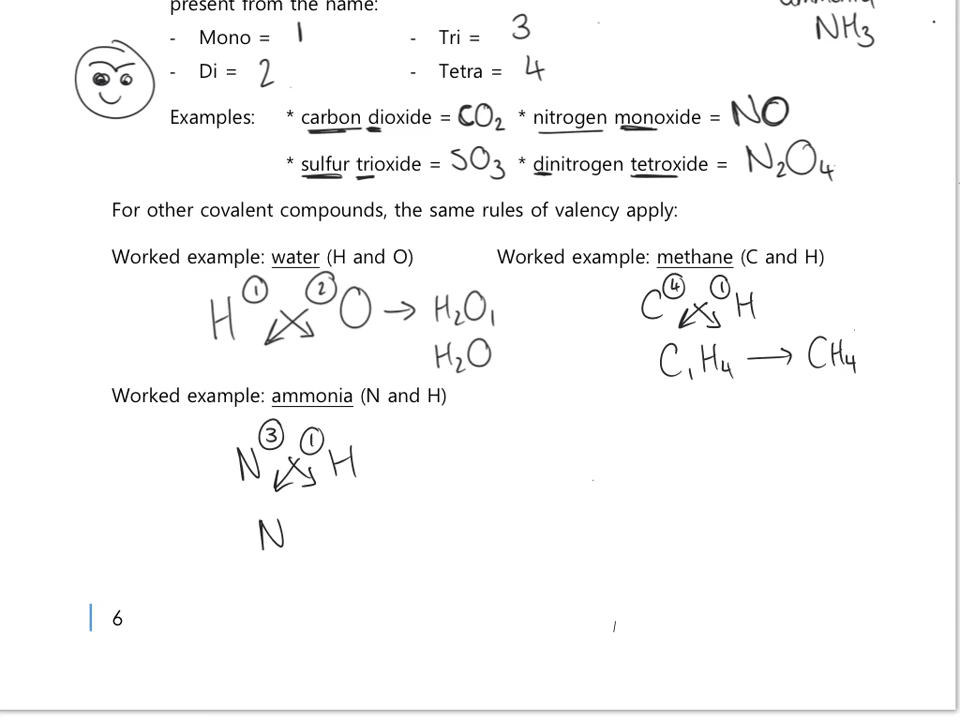 present from the name:
- Mono = 1 - Tri = 3
NH3
- Di = 2 - Tetra = 4
Examples: * carbon dioxide = CO2 * nitrogen monoxide = NO
* sulfur trioxide = SO3 * dinitrogen tetroxide = N2O4
For other covalent compounds, the same rules of valency apply:
Worked example: water (H and O) Worked example: methane (C and H)
H 1 2 O → H2O1
H2O
C 4 1 H
C1H4 → CH4
Worked example: ammonia (N and H)
N 3 1 H
N
6